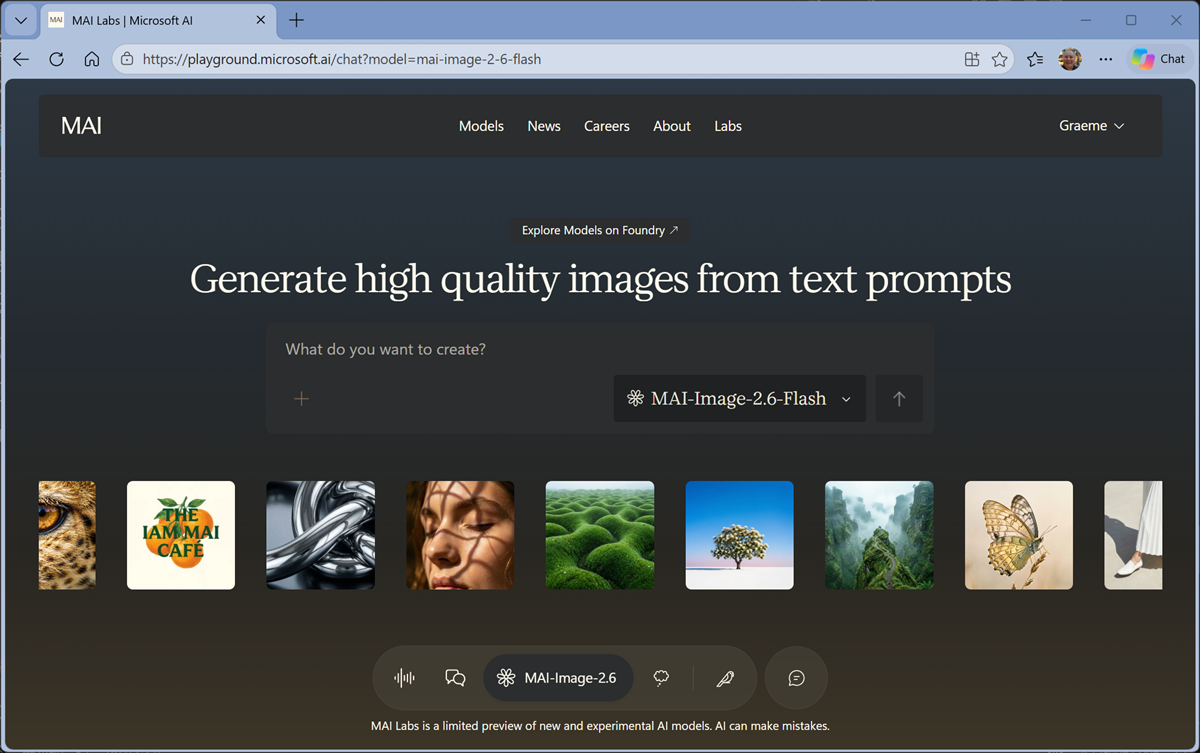 MAI
MAI Labs | Microsoft AI
https://playground.microsoft.ai/chat?model=mai-image-2-6-flash
Chat
MAI
Models
News
Careers
About
Labs
Graeme
Explore Models on Foundry ↗
Generate high quality images from text prompts
What do you want to create?
MAI-Image-2.6-Flash
THE
IAM MAI
CAFÉ
MAI-Image-2.6
MAI Labs is a limited preview of new and experimental AI models. AI can make mistakes.